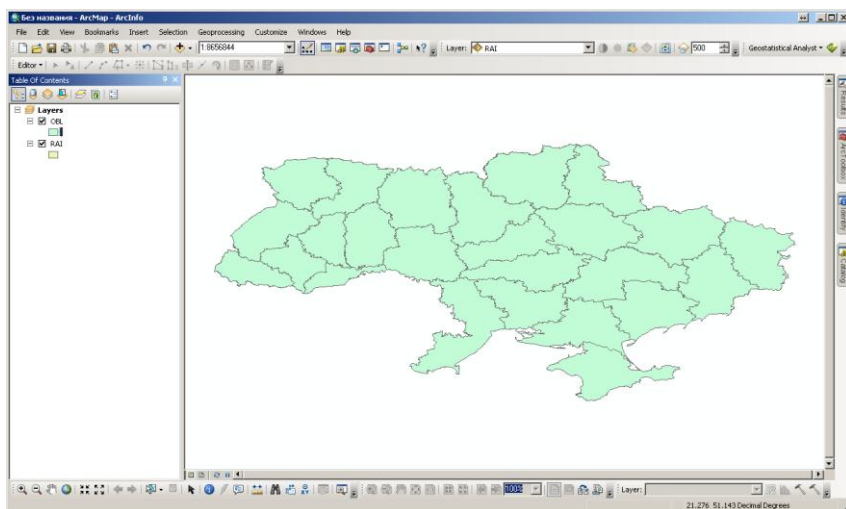 Без названия - ArcMap - ArcInfo
File Edit View Bookmarks Insert Selection Geoprocessing Customize Windows Help
1:8656844 Layer: RAI 500 Geostatistical Analyst
Editor
Table Of Contents
Layers
OBL
RAI
Results
ArcToolbox
Identify
Catalog
100% Layer:
21.276 51.143 Decimal Degrees